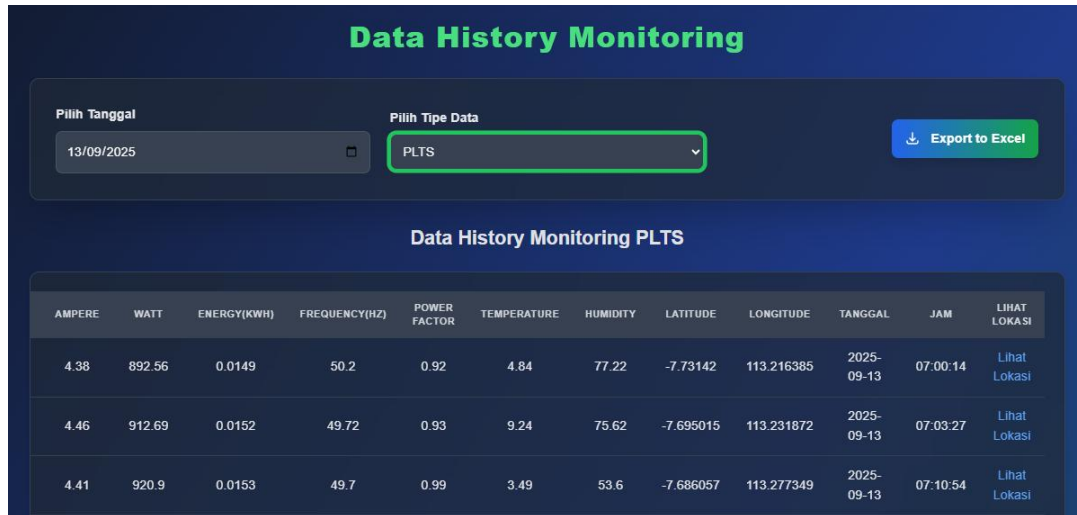 Data History Monitoring
Pilih Tanggal
Pilih Tipe Data
13/09/2025
PLTS
Export to Excel
Data History Monitoring PLTS
AMPERE WATT ENERGY(KWH) FREQUENCY(HZ) POWER FACTOR TEMPERATURE HUMIDITY LATITUDE LONGITUDE TANGGAL JAM LIHAT LOKASI
4.38 892.56 0.0149 50.2 0.92 4.84 77.22 -7.73142 113.216385 2025-09-13 07:00:14 Lihat Lokasi
4.46 912.69 0.0152 49.72 0.93 9.24 75.62 -7.695015 113.231872 2025-09-13 07:03:27 Lihat Lokasi
4.41 920.9 0.0153 49.7 0.99 3.49 53.6 -7.686057 113.277349 2025-09-13 07:10:54 Lihat Lokasi